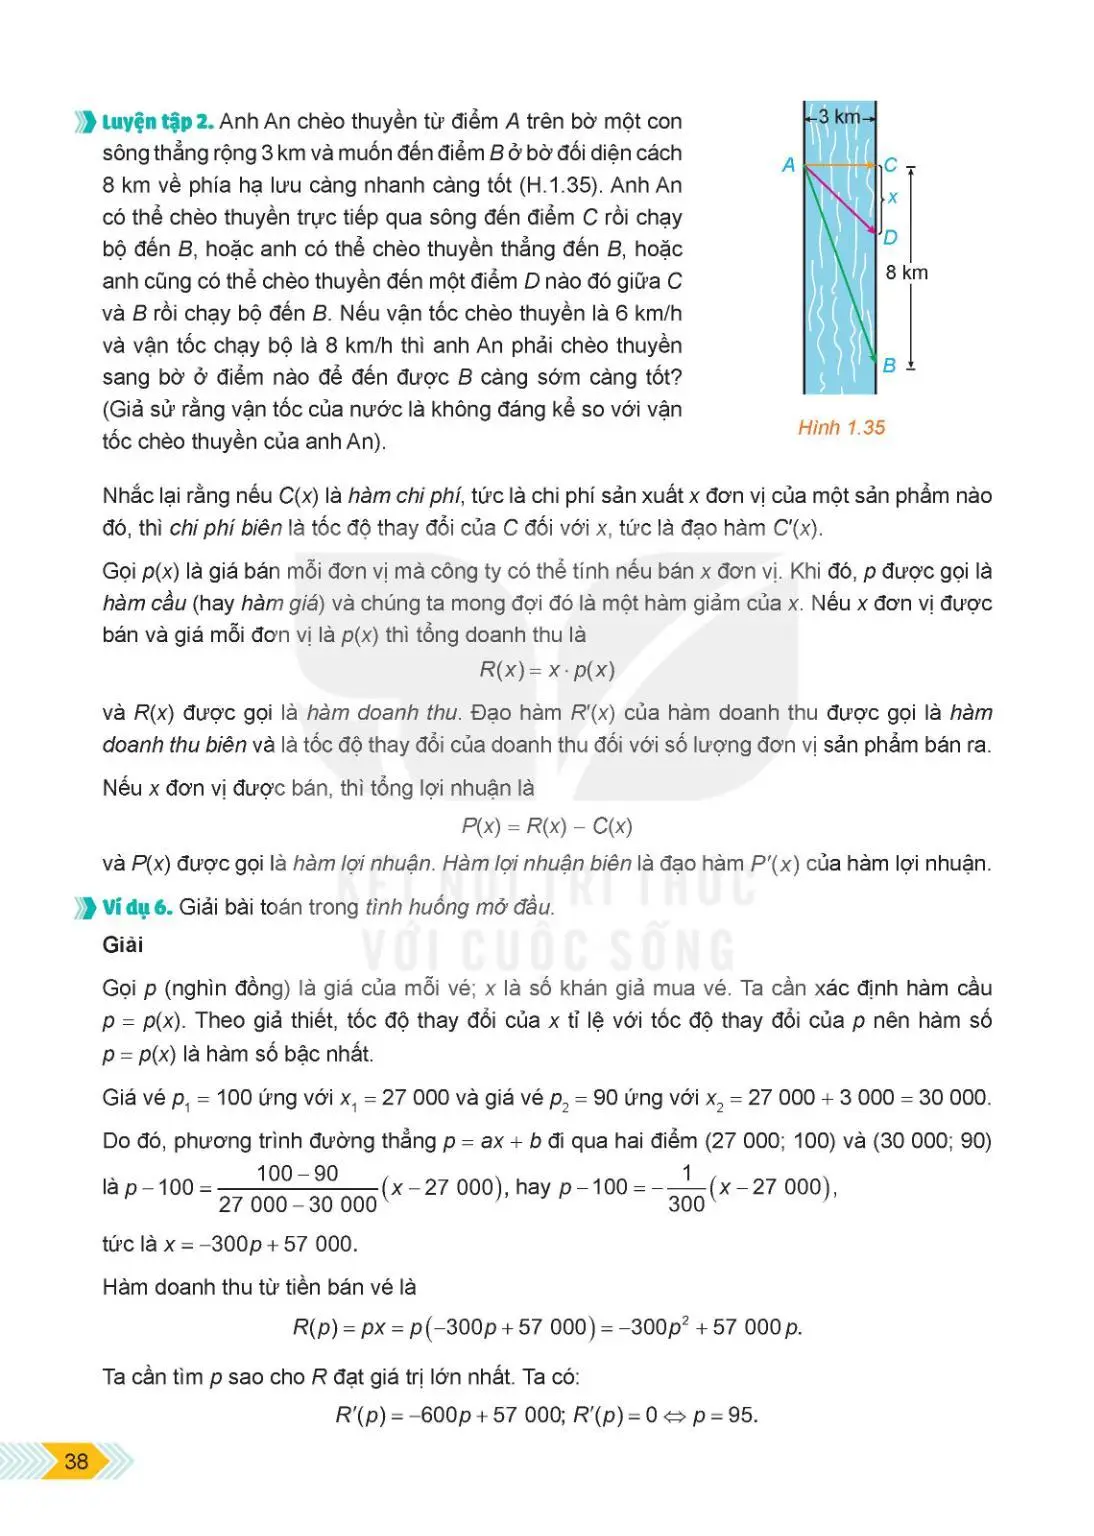 Luyện tập 2. Anh An chèo thuyền từ điểm A trên bờ một con
sông thẳng rộng 3 km và muốn đến điểm B ở bờ đối diện cách
8 km về phía hạ lưu càng nhanh càng tốt (H.1.35). Anh An
có thể chèo thuyền trực tiếp qua sông đến điểm C rồi chạy
bộ đến B, hoặc anh có thể chèo thuyền thẳng đến B, hoặc
anh cũng có thể chèo thuyền đến một điểm D nào đó giữa C
và B rồi chạy bộ đến B. Nếu vận tốc chèo thuyền là 6 km/h
và vận tốc chạy bộ là 8 km/h thì anh An phải chèo thuyền
sang bờ ở điểm nào để đến được B càng sớm càng tốt?
(Giả sử rằng vận tốc của nước là không đáng kể so với vận
tốc chèo thuyền của anh An).
3 km
A
C
x
D
8 km
B
Hình 1.35
Nhắc lại rằng nếu C(x) là hàm chi phí, tức là chi phí sản xuất x đơn vị của một sản phẩm nào
đó, thì chi phí biên là tốc độ thay đổi của C đối với x, tức là đạo hàm C'(x).
Gọi p(x) là giá bán mỗi đơn vị mà công ty có thể tính nếu bán x đơn vị. Khi đó, p được gọi là
hàm cầu (hay hàm giá) và chúng ta mong đợi đó là một hàm giảm của x. Nếu x đơn vị được
bán và giá mỗi đơn vị là p(x) thì tổng doanh thu là
R(x) = x · p(x)
và R(x) được gọi là hàm doanh thu. Đạo hàm R'(x) của hàm doanh thu được gọi là hàm
doanh thu biên và là tốc độ thay đổi của doanh thu đối với số lượng đơn vị sản phẩm bán ra.
Nếu x đơn vị được bán, thì tổng lợi nhuận là
P(x) = R(x) – C(x)
và P(x) được gọi là hàm lợi nhuận. Hàm lợi nhuận biên là đạo hàm P'(x) của hàm lợi nhuận.
KẾT NỐI TRI THỨC
VỚI CUỘC SỐNG
Ví dụ 6. Giải bài toán trong tình huống mở đầu.
Giải
Gọi p (nghìn đồng) là giá của mỗi vé; x là số khán giả mua vé. Ta cần xác định hàm cầu
p = p(x). Theo giả thiết, tốc độ thay đổi của x tỉ lệ với tốc độ thay đổi của p nên hàm số
p = p(x) là hàm số bậc nhất.
Giá vé p₁ = 100 ứng với x₁ = 27 000 và giá vé p₂ = 90 ứng với x₂ = 27 000 + 3 000 = 30 000.
Do đó, phương trình đường thẳng p = ax + b đi qua hai điểm (27 000; 100) và (30 000; 90)
là p – 100 = (100 – 90)/(27 000 – 30 000) (x – 27 000), hay p – 100 = –1/300 (x – 27 000),
tức là x = –300p + 57 000.
Hàm doanh thu từ tiền bán vé là
R(p) = px = p(–300p + 57 000) = –300p² + 57 000p.
Ta cần tìm p sao cho R đạt giá trị lớn nhất. Ta có:
R'(p) = –600p + 57 000; R'(p) = 0 ⇔ p = 95.
38